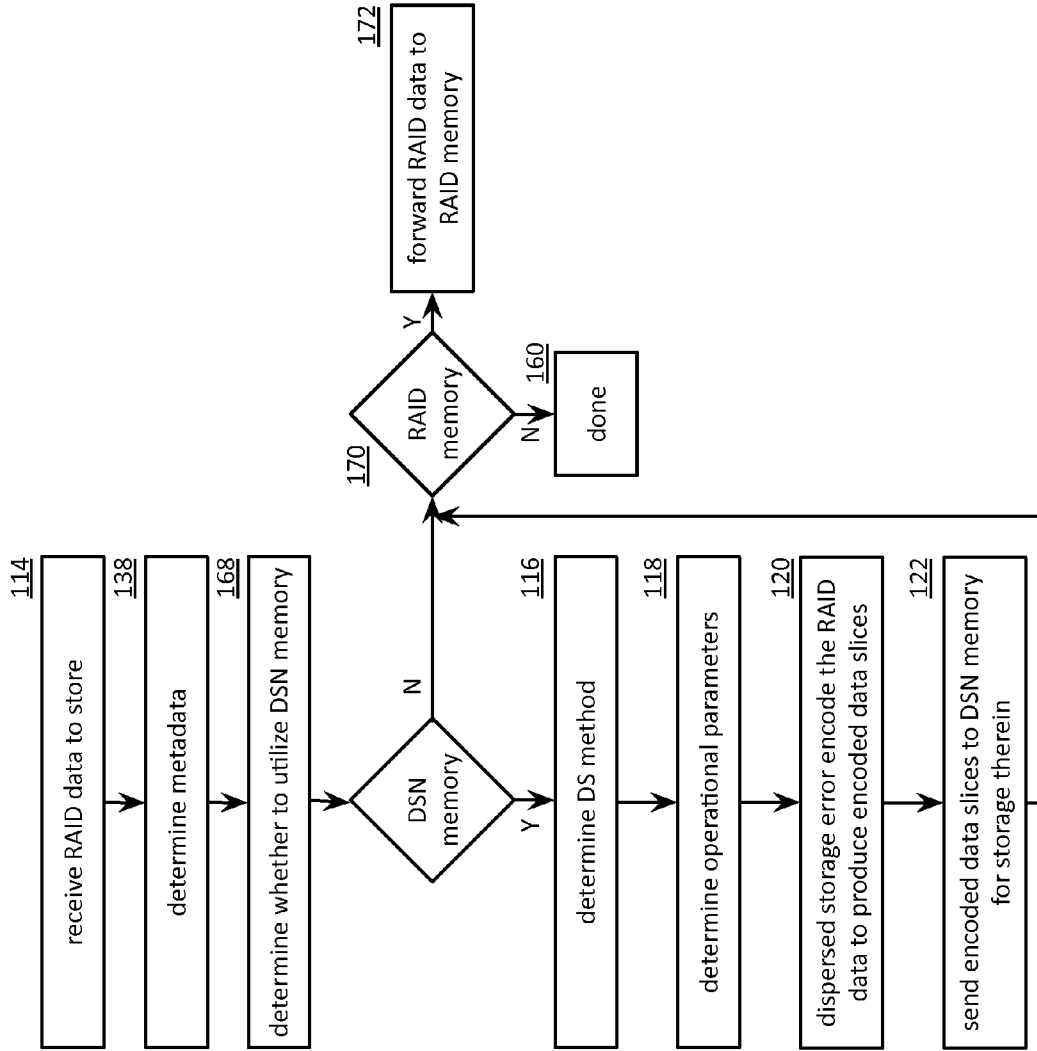 114
receive RAID data to store
138
determine metadata
168
determine whether to utilize DSN memory
DSN
memory
N
Y
170
RAID
memory
Y
N
172
forward RAID data to
RAID memory
160
done
116
determine DS method
118
determine operational parameters
120
dispersed storage error encode the RAID
data to produce encoded data slices
122
send encoded data slices to DSN memory
for storage therein